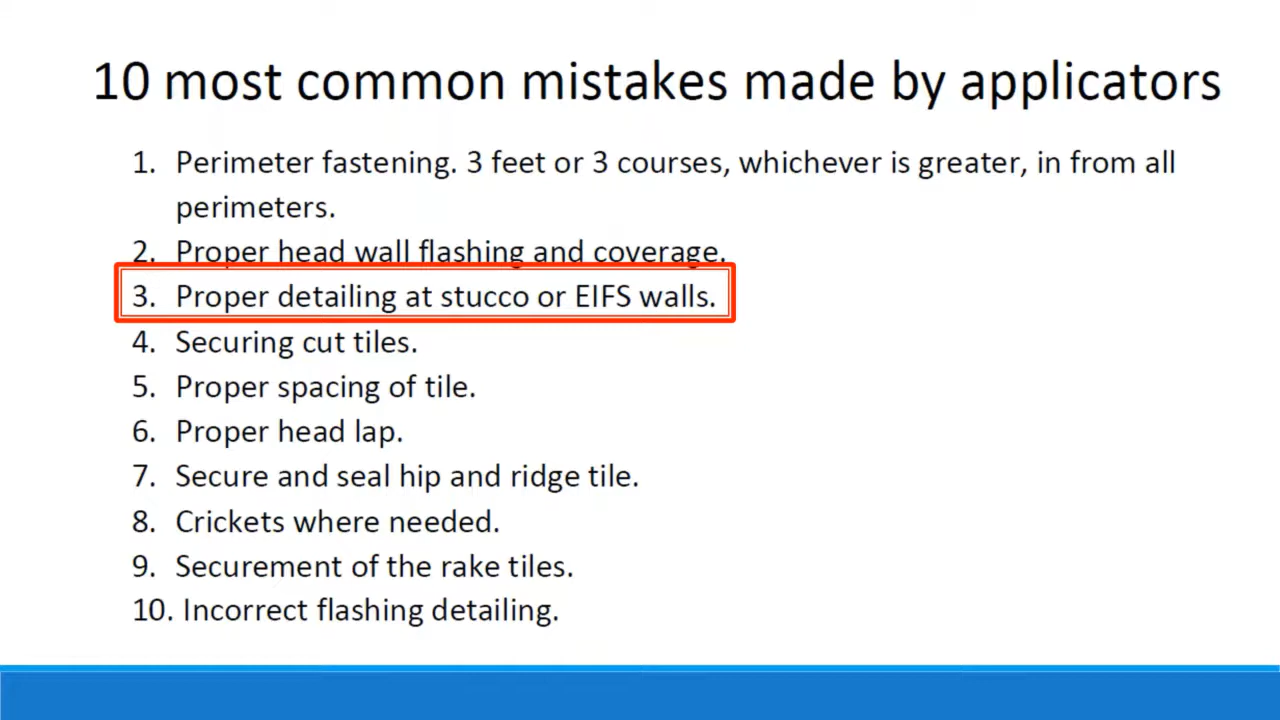 10 most common mistakes made by applicators
1. Perimeter fastening. 3 feet or 3 courses, whichever is greater, in from all
perimeters.
2. Proper head wall flashing and coverage.
3. Proper detailing at stucco or EIFS walls.
4. Securing cut tiles.
5. Proper spacing of tile.
6. Proper head lap.
7. Secure and seal hip and ridge tile.
8. Crickets where needed.
9. Securement of the rake tiles.
10. Incorrect flashing detailing.